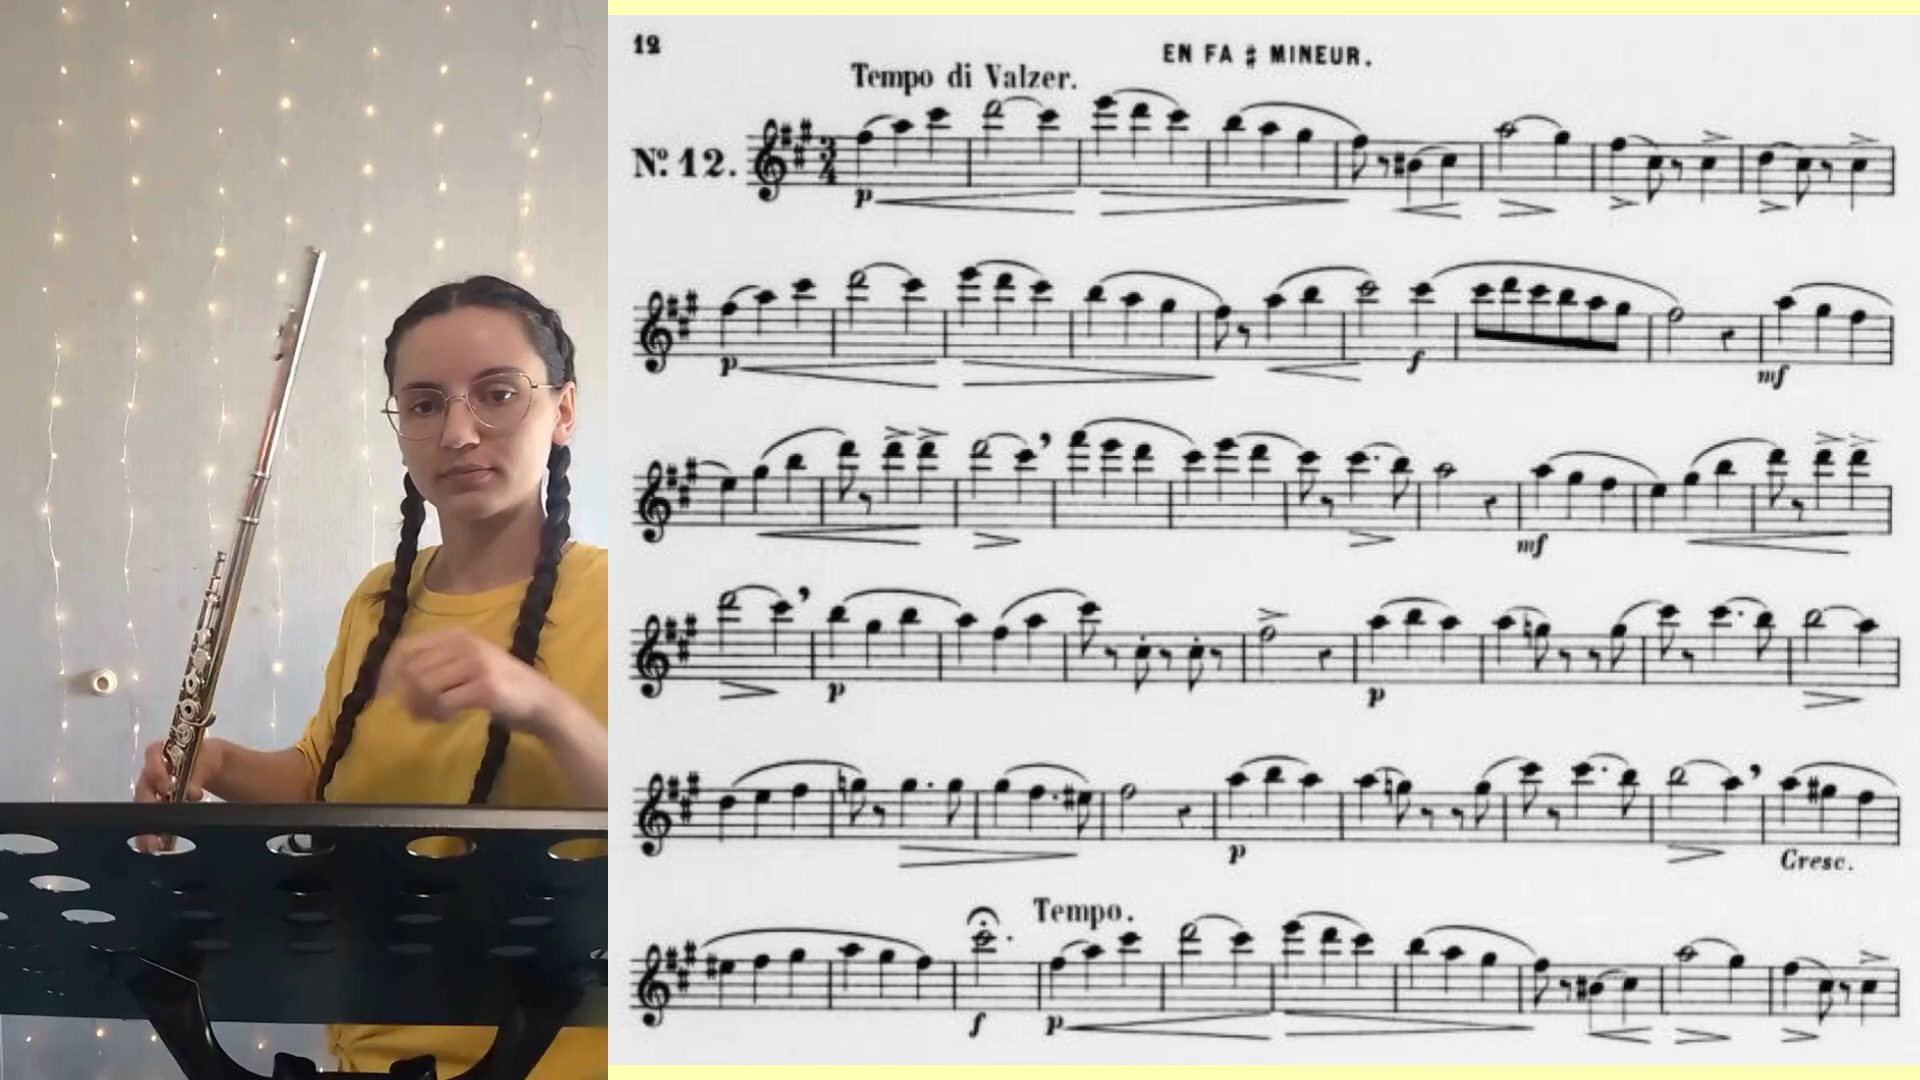 12
EN FA ♯ MINEUR.
Tempo di Valzer.
No. 12.
p
p f mf
mf
p p
p Cresc.
Tempo.
f p